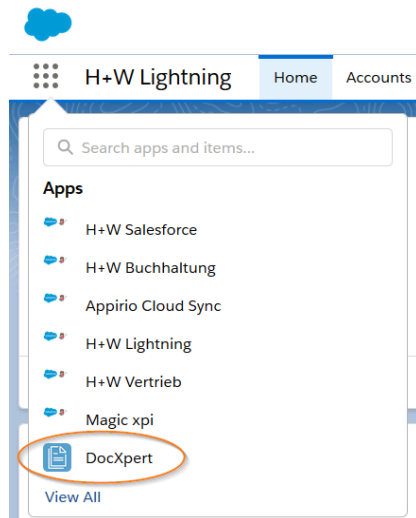 H+W Lightning Home Accounts
Search apps and items...
Apps
H+W Salesforce
H+W Buchhaltung
Appirio Cloud Sync
H+W Lightning
H+W Vertrieb
Magic xpi
DocXpert
View All